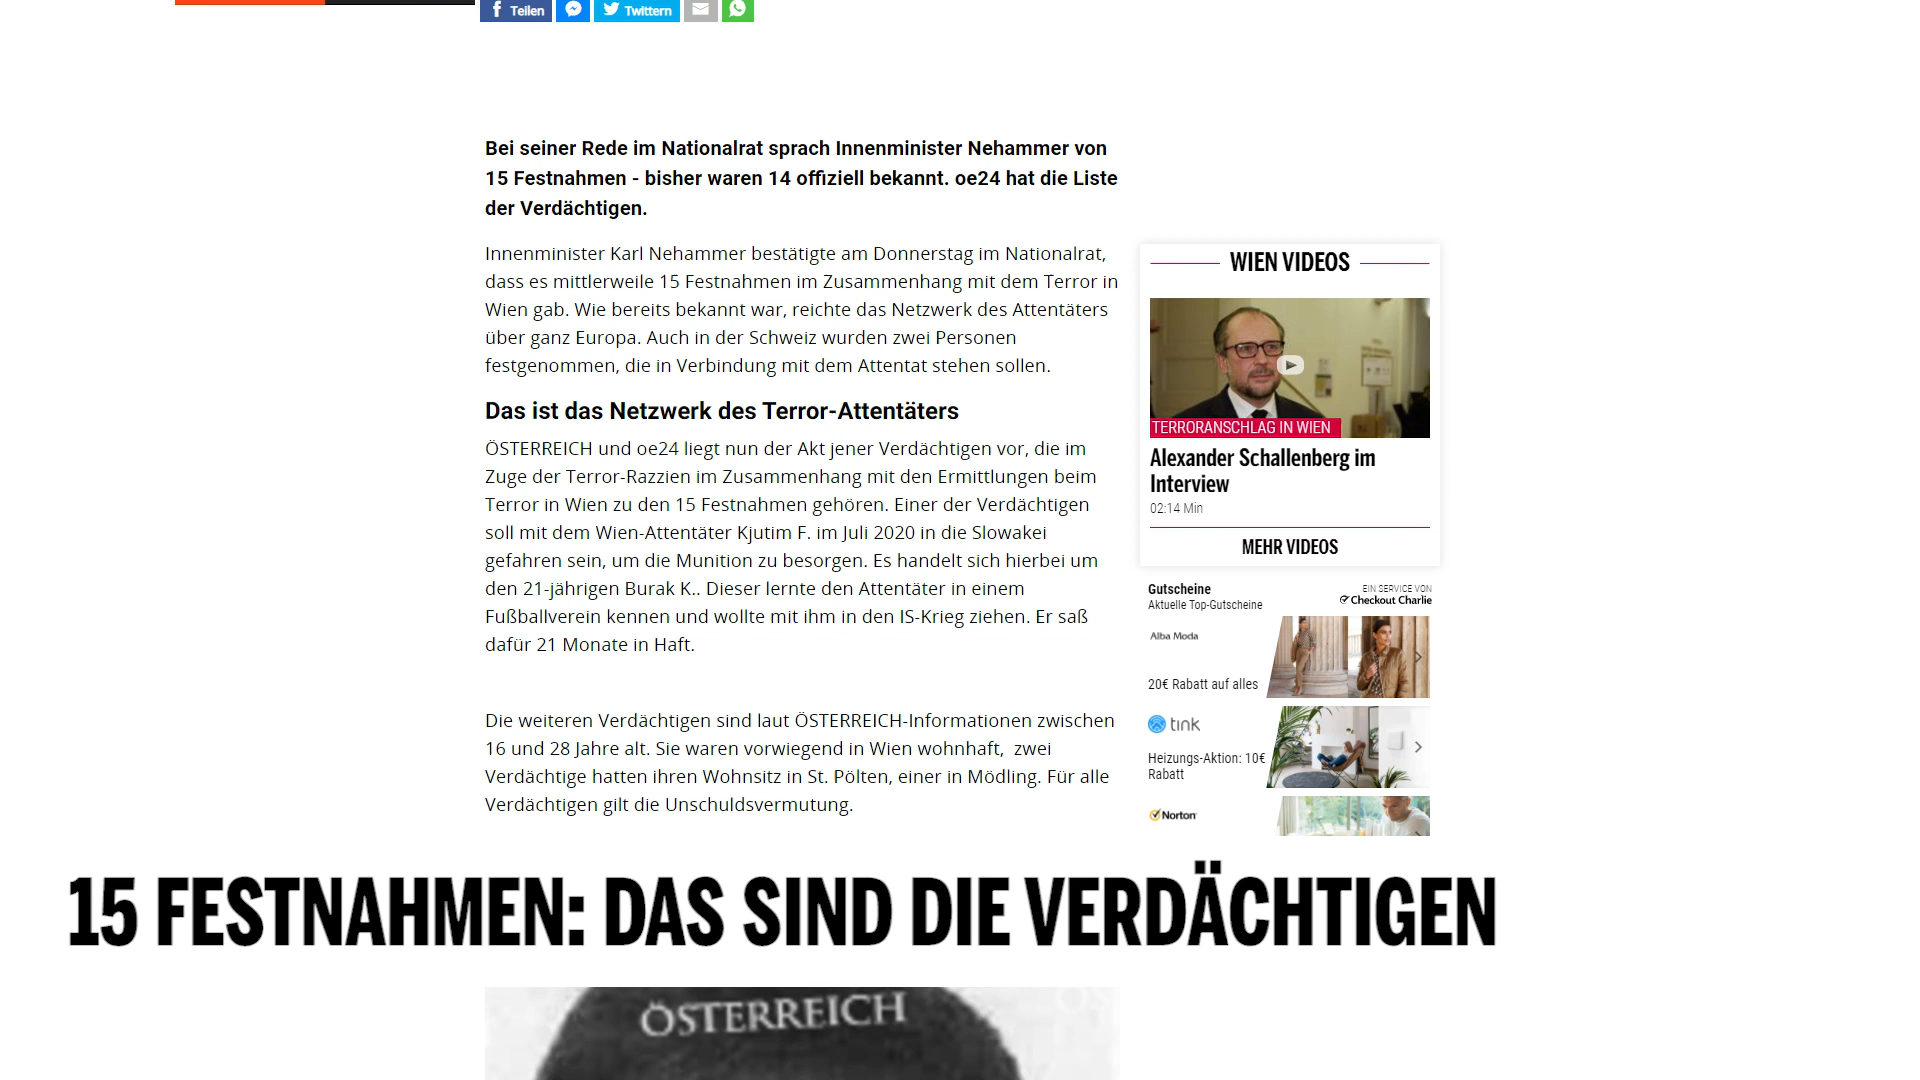 Teilen
Twittern
Bei seiner Rede im Nationalrat sprach Innenminister Nehammer von
15 Festnahmen - bisher waren 14 offiziell bekannt. oe24 hat die Liste
der Verdächtigen.
Innenminister Karl Nehammer bestätigte am Donnerstag im Nationalrat,
dass es mittlerweile 15 Festnahmen im Zusammenhang mit dem Terror in
Wien gab. Wie bereits bekannt war, reichte das Netzwerk des Attentäters
über ganz Europa. Auch in der Schweiz wurden zwei Personen
festgenommen, die in Verbindung mit dem Attentat stehen sollen.
Das ist das Netzwerk des Terror-Attentäters
ÖSTERREICH und oe24 liegt nun der Akt jener Verdächtigen vor, die im
Zuge der Terror-Razzien im Zusammenhang mit den Ermittlungen beim
Terror in Wien zu den 15 Festnahmen gehören. Einer der Verdächtigen
soll mit dem Wien-Attentäter Kjutim F. im Juli 2020 in die Slowakei
gefahren sein, um die Munition zu besorgen. Es handelt sich hierbei um
den 21-jährigen Burak K.. Dieser lernte den Attentäter in einem
Fußballverein kennen und wollte mit ihm in den IS-Krieg ziehen. Er saß
dafür 21 Monate in Haft.
Die weiteren Verdächtigen sind laut ÖSTERREICH-Informationen zwischen
16 und 28 Jahre alt. Sie waren vorwiegend in Wien wohnhaft, zwei
Verdächtige hatten ihren Wohnsitz in St. Pölten, einer in Mödling. Für alle
Verdächtigen gilt die Unschuldsvermutung.
WIEN VIDEOS
TERRORANSCHLAG IN WIEN
Alexander Schallenberg im
Interview
02:14 Min
MEHR VIDEOS
Gutscheine
Aktuelle Top-Gutscheine
EIN SERVICE VON
Checkout Charlie
Alba Moda
20€ Rabatt auf alles
tink
Heizungs-Aktion: 10€
Rabatt
Norton
15 FESTNAHMEN: DAS SIND DIE VERDÄCHTIGEN
ÖSTERREICH